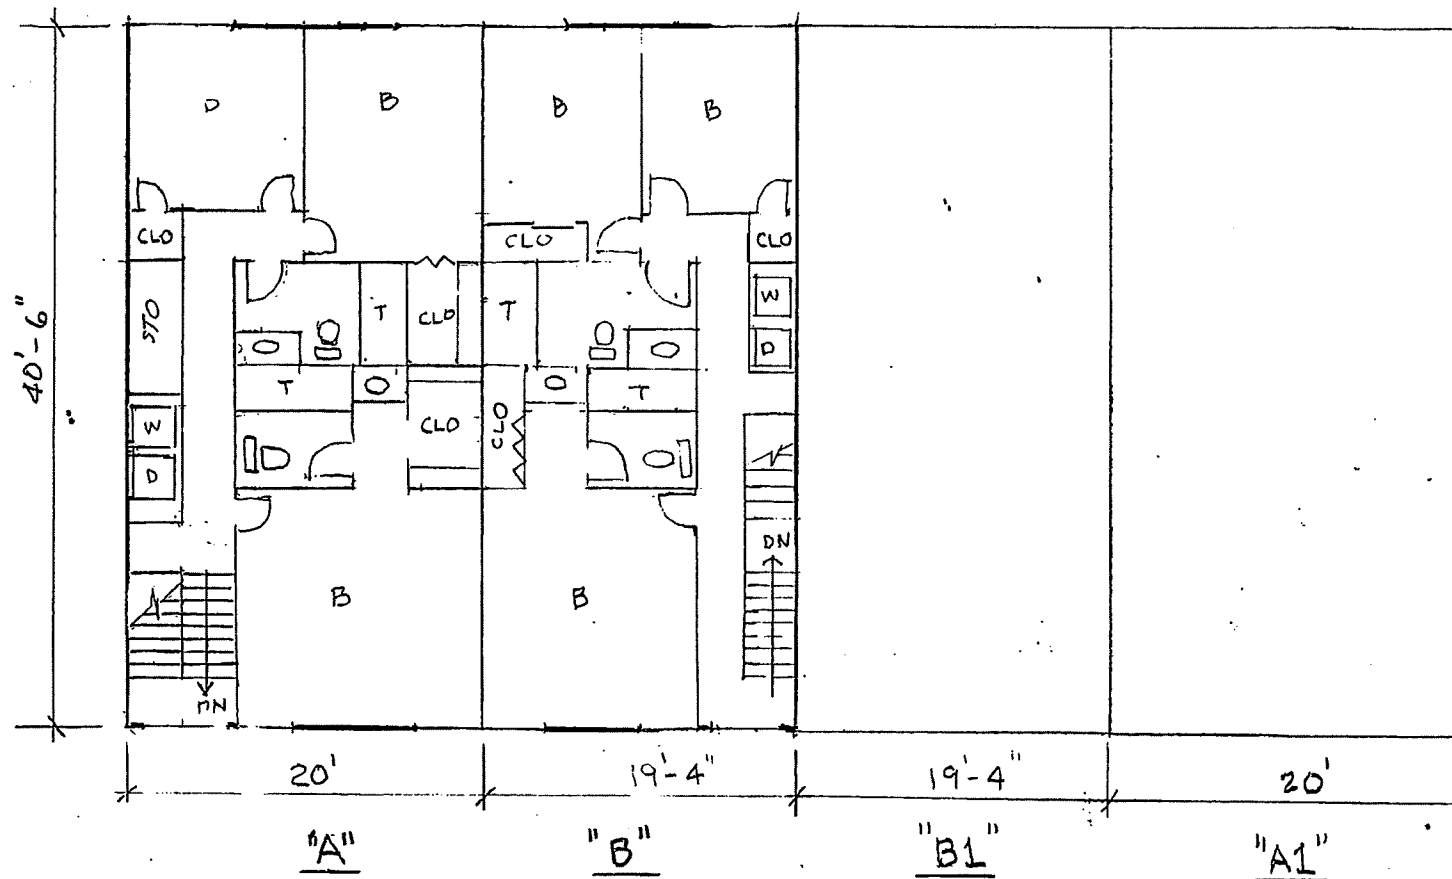 D B B B
CLO CLO CLO
40'-6"
STO T CLO T W
D
T CLO CLO T
W
D
DN
B B
DN
20' 19'-4" 19'-4" 20'
"A" "B" "B1" "A1"